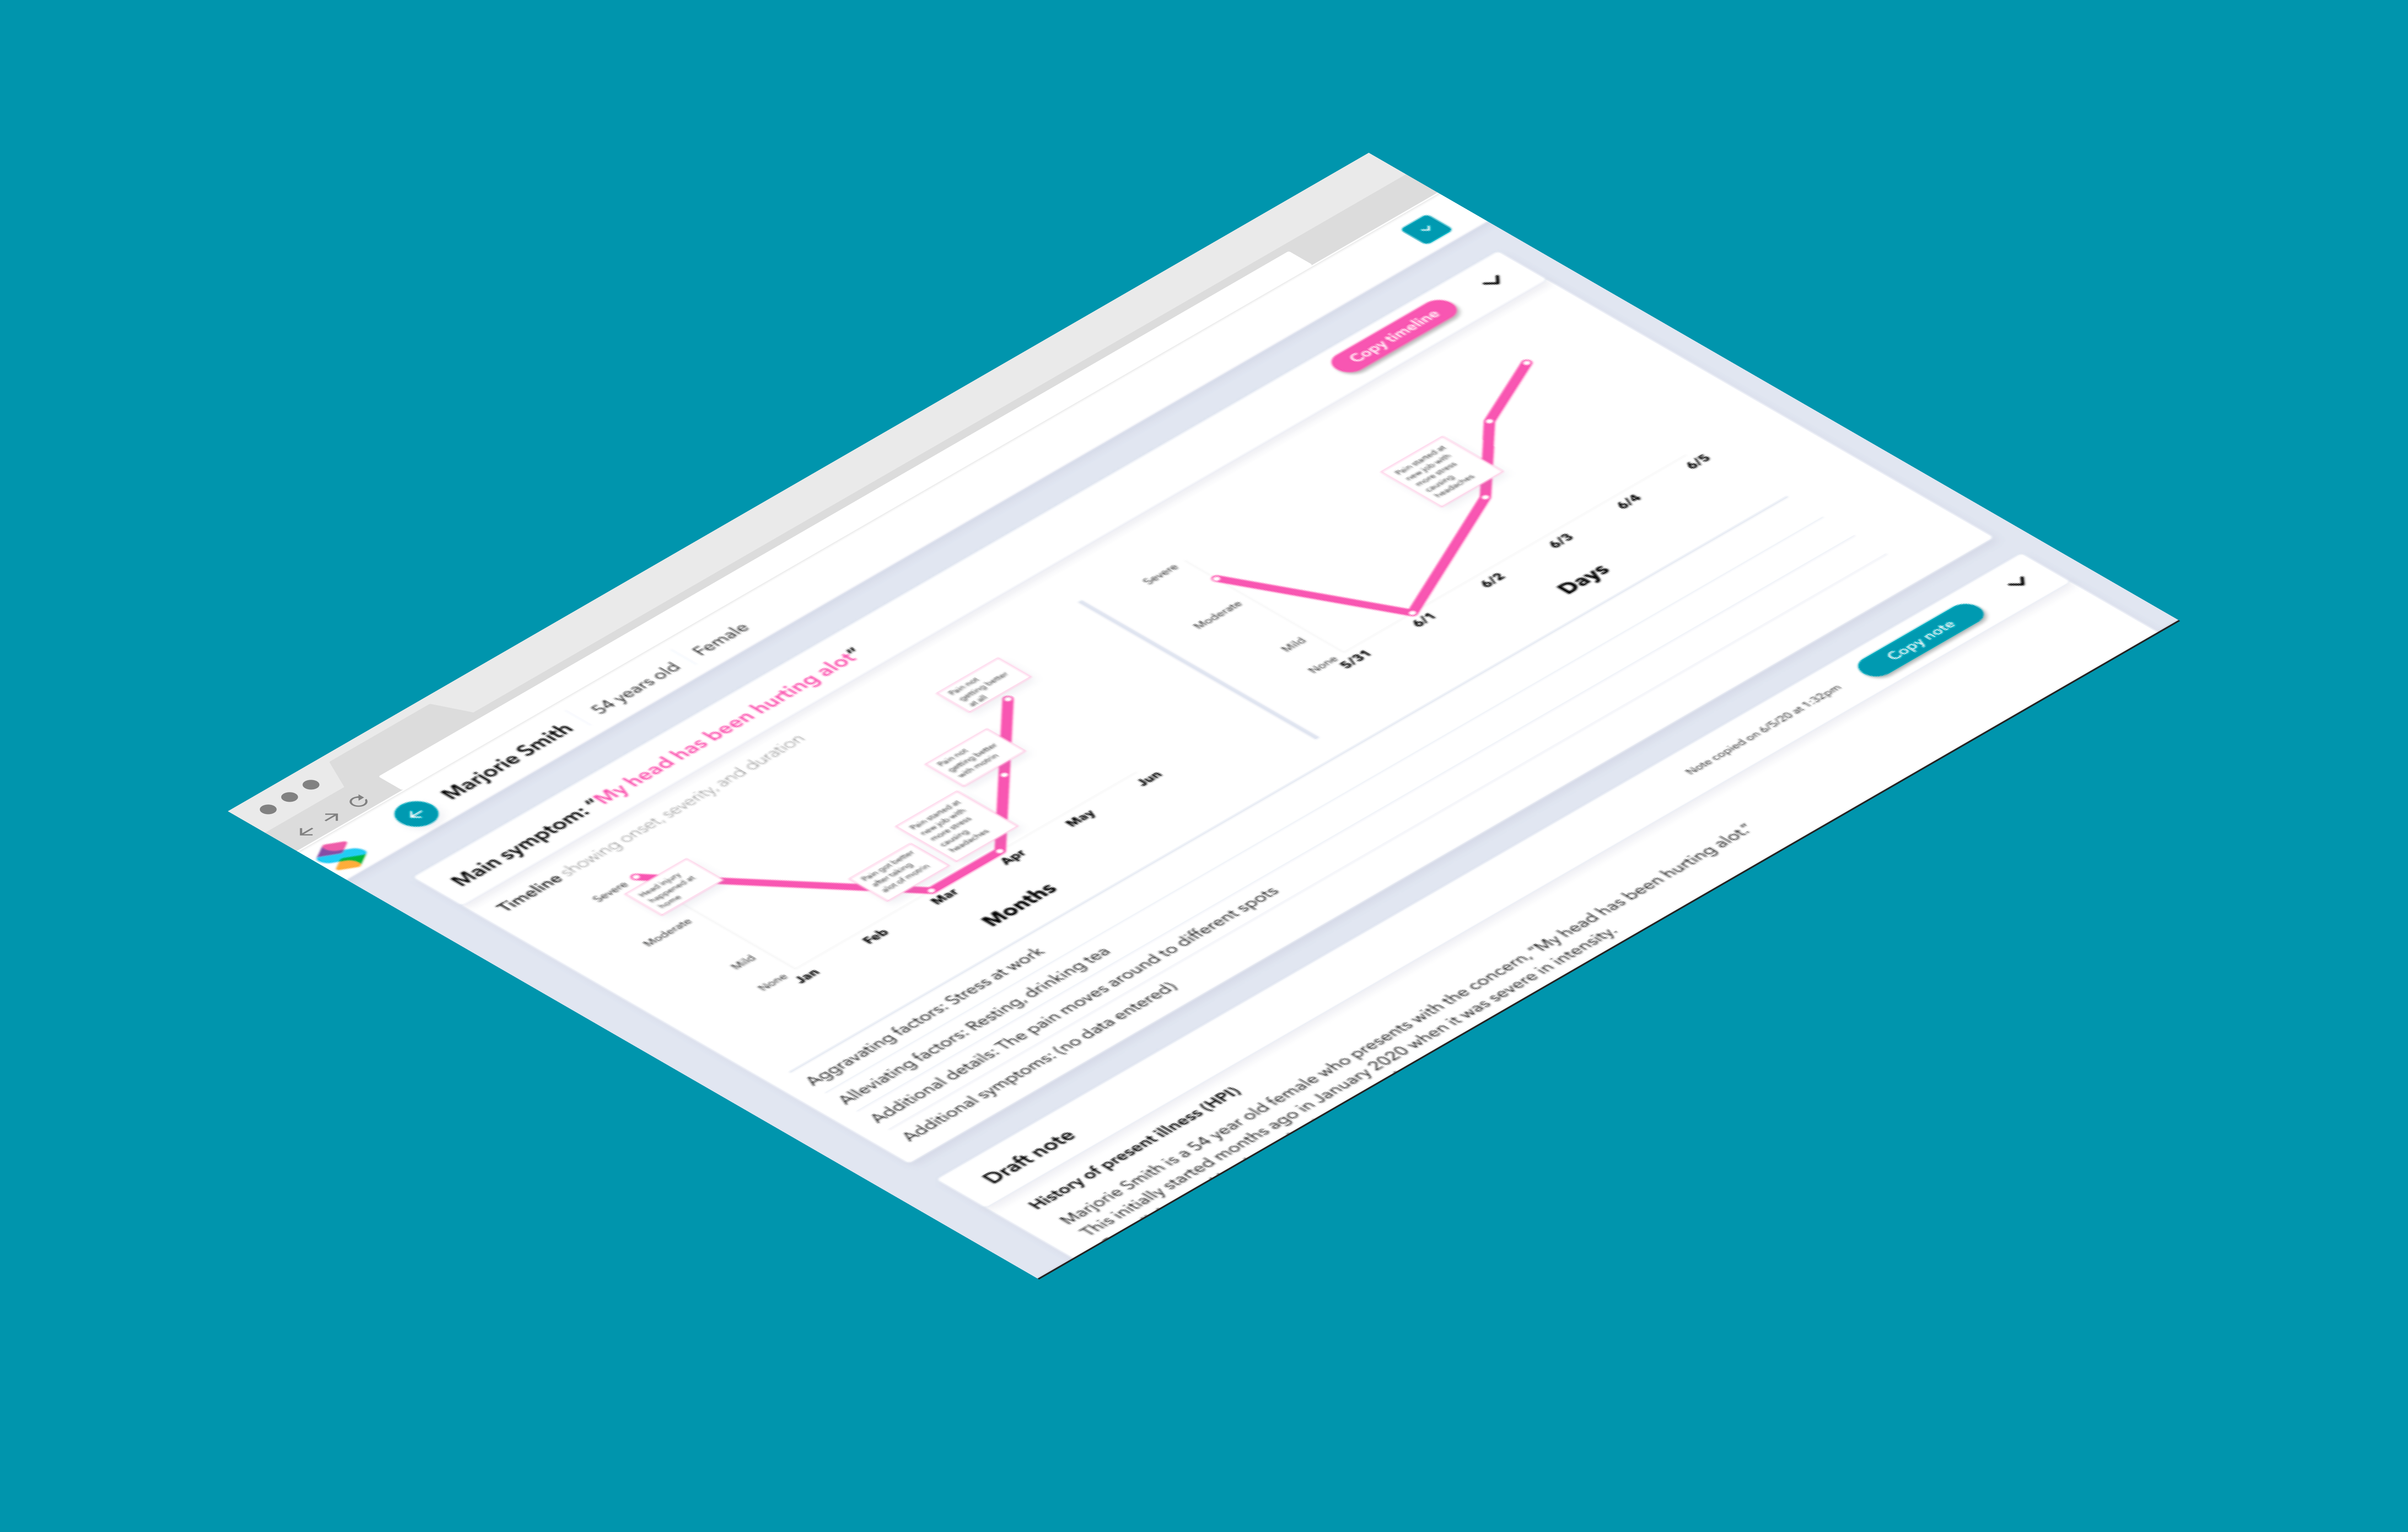 Marjorie Smith 54 years old Female
Main symptom: "My head has been hurting alot"
Copy timeline
Timeline showing onset, severity, and duration
Severe
Moderate
Mild
None
Head injury
happened at
home
Pain got better
after taking
alot of motrin
Pain started at
new job with
more stress
causing
headaches
Pain not
getting better
with motrin
Pain not
getting better
at all
Jan
Feb
Mar
Apr
May
Jun
Months
Severe
Moderate
Mild
None
Pain started at
new job with
more stress
causing
headaches
5/31
6/1
6/2
6/3
6/4
6/5
Days
Aggravating factors: Stress at work
Alleviating factors: Resting, drinking tea
Additional details: The pain moves around to different spots
Additional symptoms: (no data entered)
Draft note
Note copied on 6/5/20 at 1:32pm
Copy note
History of present illness (HPI)
Marjorie Smith is a 54 year old female who presents with the concern, "My head has been hurting alot."
This initially started months ago in January 2020 when it was severe in intensity.